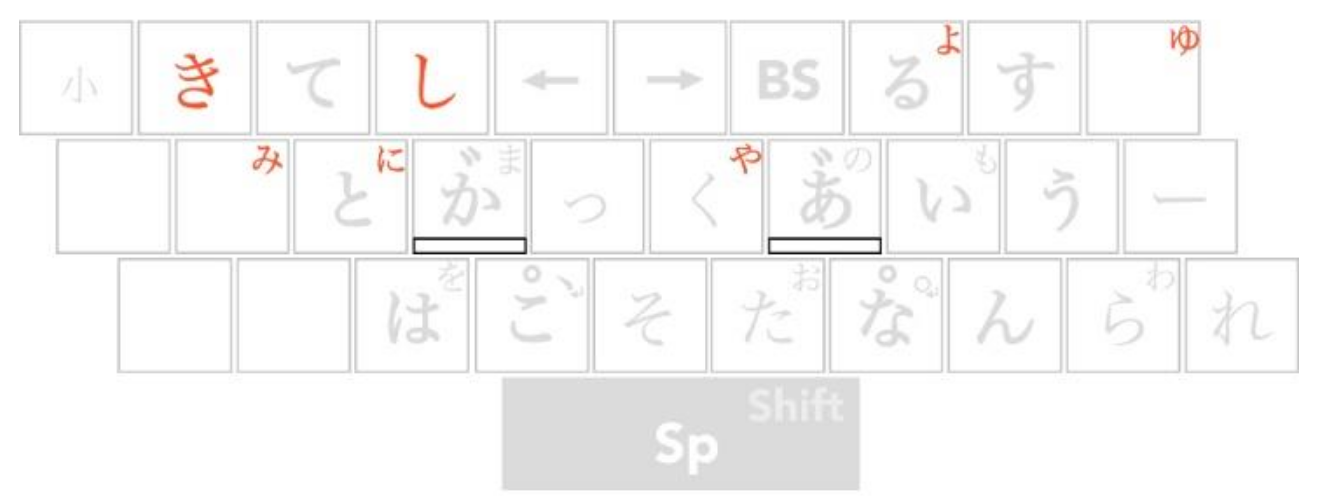 小 き て し ← → BS る よ す ゆ
み と に ゛ ま か っ く や ゛ の あ も い う ー
を は ゜ こ 、 そ お た ゜ 。 な ん わ ら れ
Shift
Sp